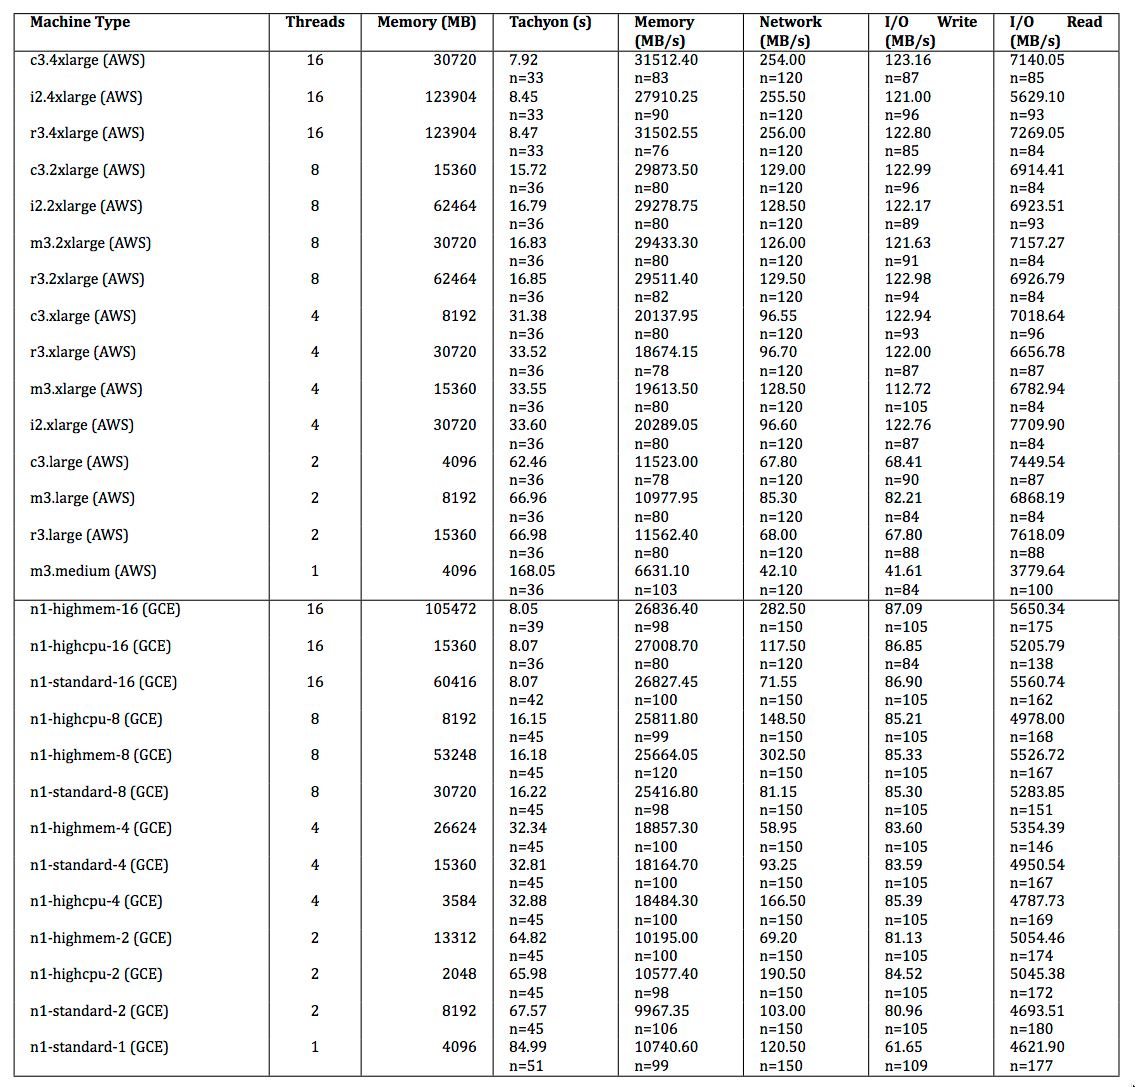 Machine Type Threads Memory (MB) Tachyon (s) Memory (MB/s) Network (MB/s) I/O Write (MB/s) I/O Read (MB/s)
c3.4xlarge (AWS) 16 30720 7.92 31512.40 254.00 123.16 7140.05
n=33 n=83 n=120 n=87 n=85
i2.4xlarge (AWS) 16 123904 8.45 27910.25 255.50 121.00 5629.10
n=33 n=90 n=120 n=96 n=93
r3.4xlarge (AWS) 16 123904 8.47 31502.55 256.00 122.80 7269.05
n=33 n=76 n=120 n=85 n=84
c3.2xlarge (AWS) 8 15360 15.72 29873.50 129.00 122.99 6914.41
n=36 n=80 n=120 n=96 n=84
i2.2xlarge (AWS) 8 62464 16.79 29278.75 128.50 122.17 6923.51
n=36 n=80 n=120 n=89 n=93
m3.2xlarge (AWS) 8 30720 16.83 29433.30 126.00 121.63 7157.27
n=36 n=80 n=120 n=91 n=84
r3.2xlarge (AWS) 8 62464 16.85 29511.40 129.50 122.98 6926.79
n=36 n=82 n=120 n=94 n=84
c3.xlarge (AWS) 4 8192 31.38 20137.95 96.55 122.94 7018.64
n=36 n=80 n=120 n=93 n=96
r3.xlarge (AWS) 4 30720 33.52 18674.15 96.70 122.00 6656.78
n=36 n=78 n=120 n=87 n=87
m3.xlarge (AWS) 4 15360 33.55 19613.50 128.50 112.72 6782.94
n=36 n=80 n=120 n=105 n=84
i2.xlarge (AWS) 4 30720 33.60 20289.05 96.60 122.76 7709.90
n=36 n=80 n=120 n=87 n=84
c3.large (AWS) 2 4096 62.46 11523.00 67.80 68.41 7449.54
n=36 n=78 n=120 n=90 n=87
m3.large (AWS) 2 8192 66.96 10977.95 85.30 82.21 6868.19
n=36 n=80 n=120 n=84 n=84
r3.large (AWS) 2 15360 66.98 11562.40 68.00 67.80 7618.09
n=36 n=80 n=120 n=88 n=88
m3.medium (AWS) 1 4096 168.05 6631.10 42.10 41.61 3779.64
n=36 n=103 n=120 n=84 n=100
n1-highmem-16 (GCE) 16 105472 8.05 26836.40 282.50 87.09 5650.34
n=39 n=98 n=150 n=105 n=175
n1-highcpu-16 (GCE) 16 15360 8.07 27008.70 117.50 86.85 5205.79
n=36 n=80 n=120 n=84 n=138
n1-standard-16 (GCE) 16 60416 8.07 26827.45 71.55 86.90 5560.74
n=42 n=100 n=150 n=105 n=162
n1-highcpu-8 (GCE) 8 8192 16.15 25811.80 148.50 85.21 4978.00
n=45 n=99 n=150 n=105 n=168
n1-highmem-8 (GCE) 8 53248 16.18 25664.05 302.50 85.33 5526.72
n=45 n=120 n=150 n=105 n=167
n1-standard-8 (GCE) 8 30720 16.22 25416.80 81.15 85.30 5283.85
n=45 n=98 n=150 n=105 n=151
n1-highmem-4 (GCE) 4 26624 32.34 18857.30 58.95 83.60 5354.39
n=45 n=100 n=150 n=105 n=146
n1-standard-4 (GCE) 4 15360 32.81 18164.70 93.25 83.59 4950.54
n=45 n=100 n=150 n=105 n=167
n1-highcpu-4 (GCE) 4 3584 32.88 18484.30 166.50 85.39 4787.73
n=45 n=100 n=150 n=105 n=169
n1-highmem-2 (GCE) 2 13312 64.82 10195.00 69.20 81.13 5054.46
n=45 n=100 n=150 n=105 n=174
n1-highcpu-2 (GCE) 2 2048 65.98 10577.40 190.50 84.52 5045.38
n=45 n=98 n=150 n=105 n=172
n1-standard-2 (GCE) 2 8192 67.57 9967.35 103.00 80.96 4693.51
n=45 n=106 n=150 n=105 n=180
n1-standard-1 (GCE) 1 4096 84.99 10740.60 120.50 61.65 4621.90
n=51 n=99 n=150 n=109 n=177